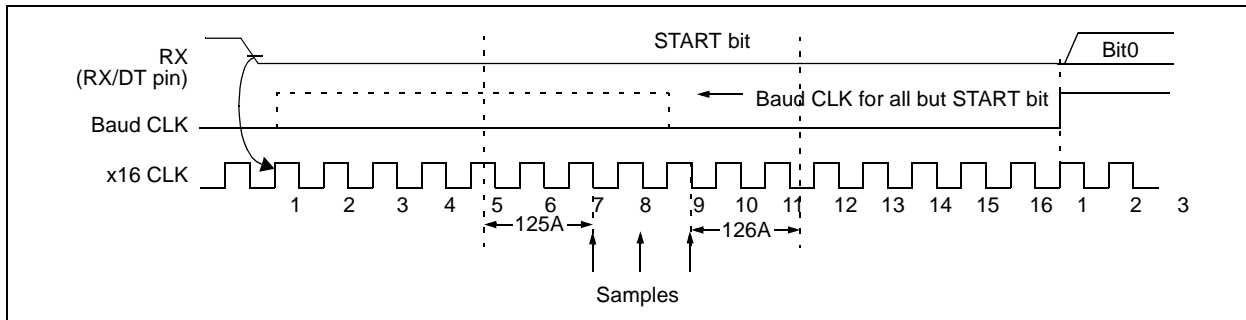 START bit
RX
(RX/DT pin)
Bit0
Baud CLK for all but START bit
Baud CLK
x16 CLK
1 2 3 4 5 6 7 8 9 10 11 12 13 14 15 16 1 2 3
125A 126A
Samples